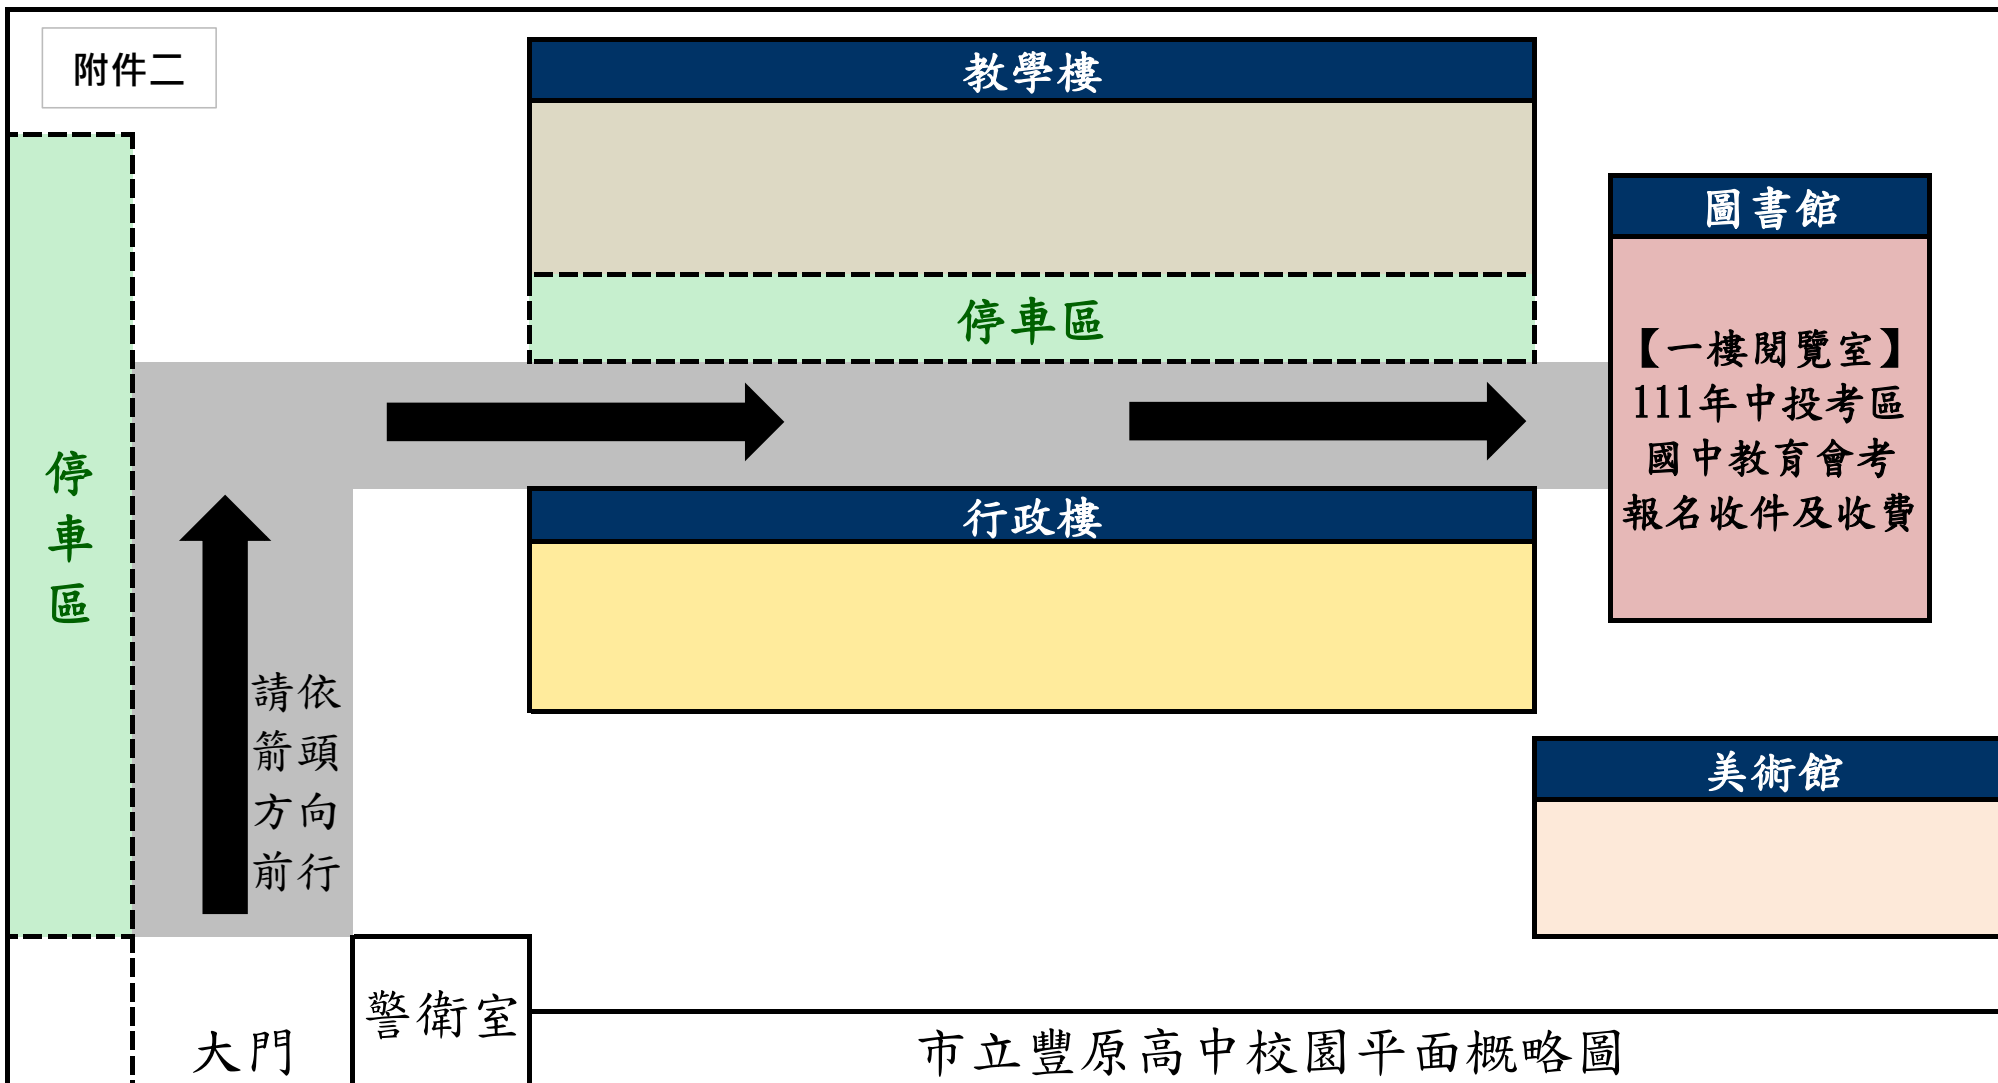 附件二
教學樓
圖書館
停車區
【一樓閱覽室】
111年中投考區
國中教育會考
報名收件及收費
停
車
區
行政樓
請依
箭頭
方向
前行
美術館
警衛室
大門
市立豐原高中校園平面概略圖